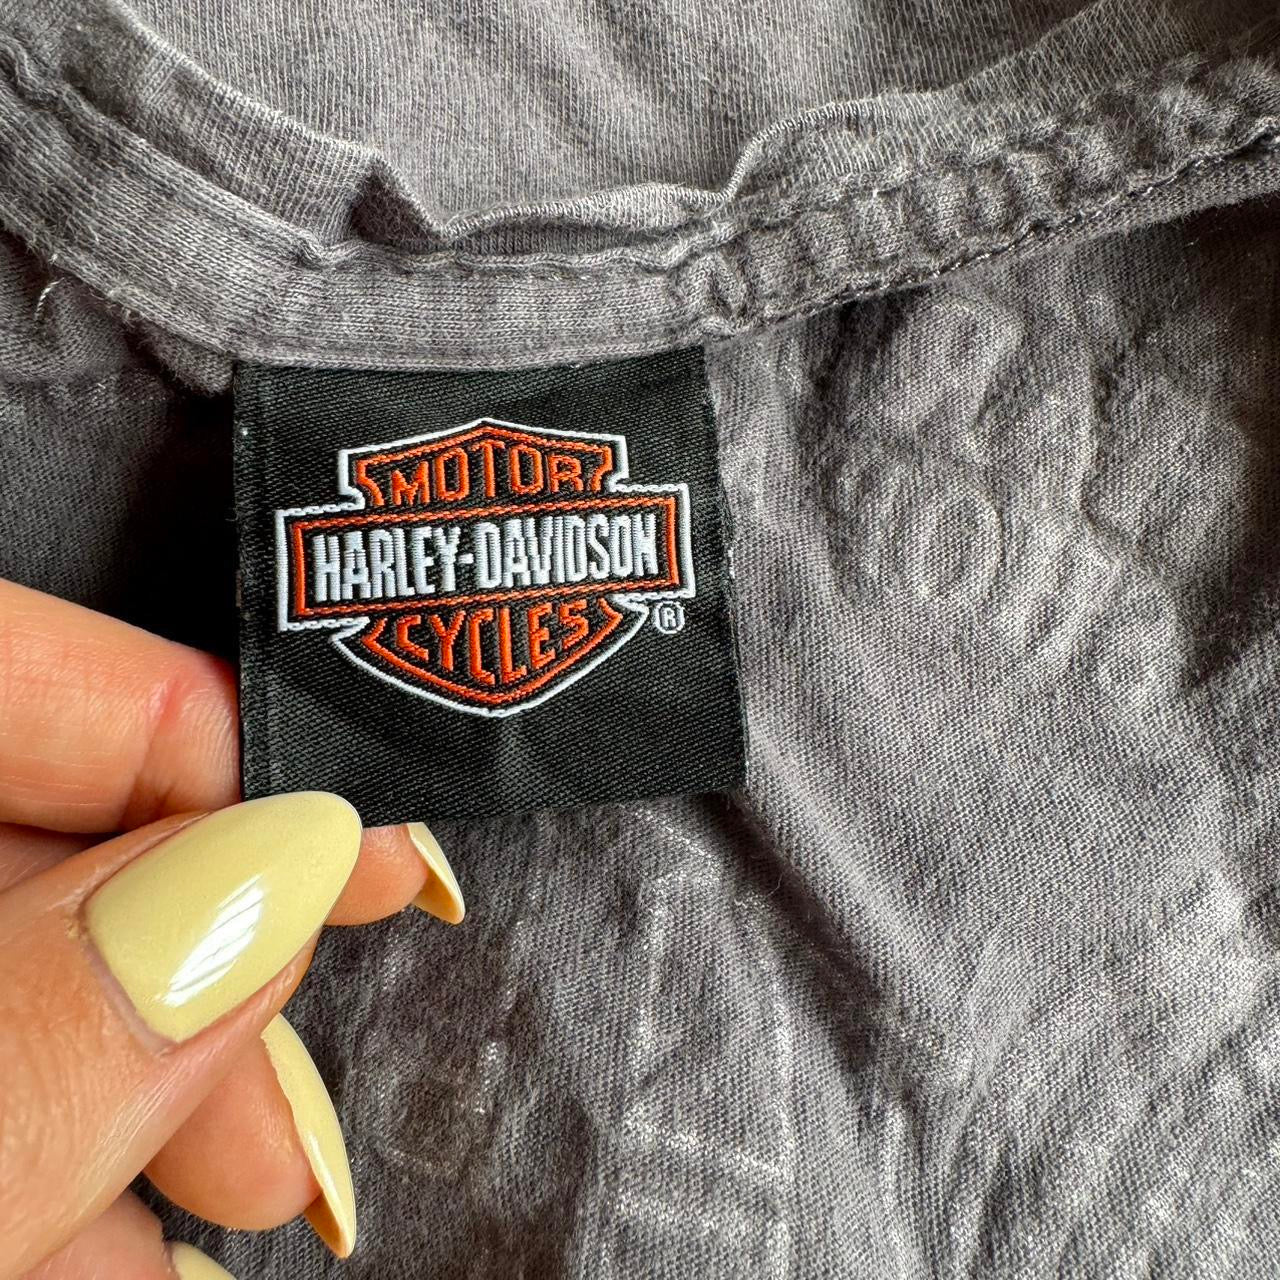 MOTOR
HARLEY-DAVIDSON
CYCLES
®